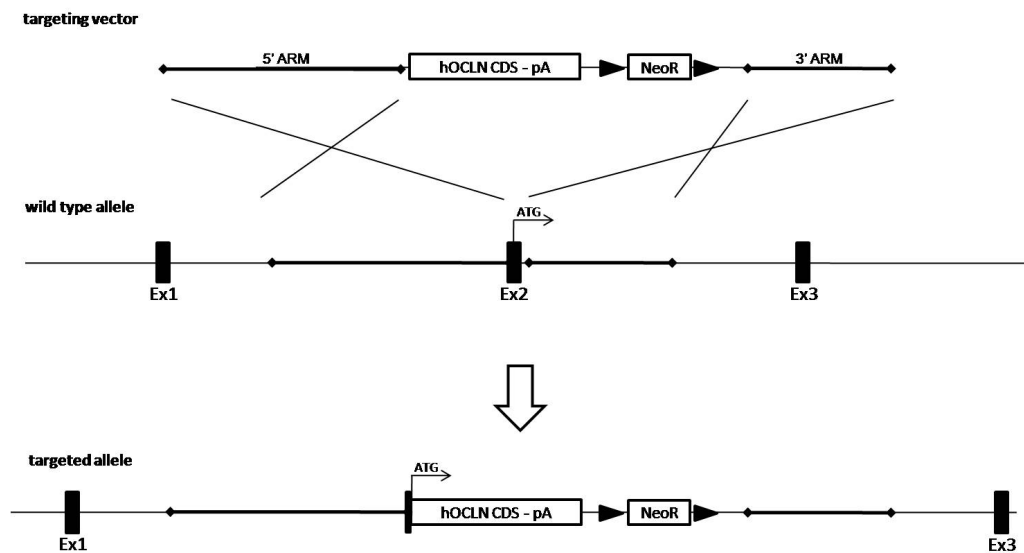 targeting vector
5' ARM
hOCLN CDS – pA
NeoR
3' ARM
wild type allele
ATG
Ex1
Ex2
Ex3
targeted allele
ATG
hOCLN CDS – pA
NeoR
Ex1
Ex3